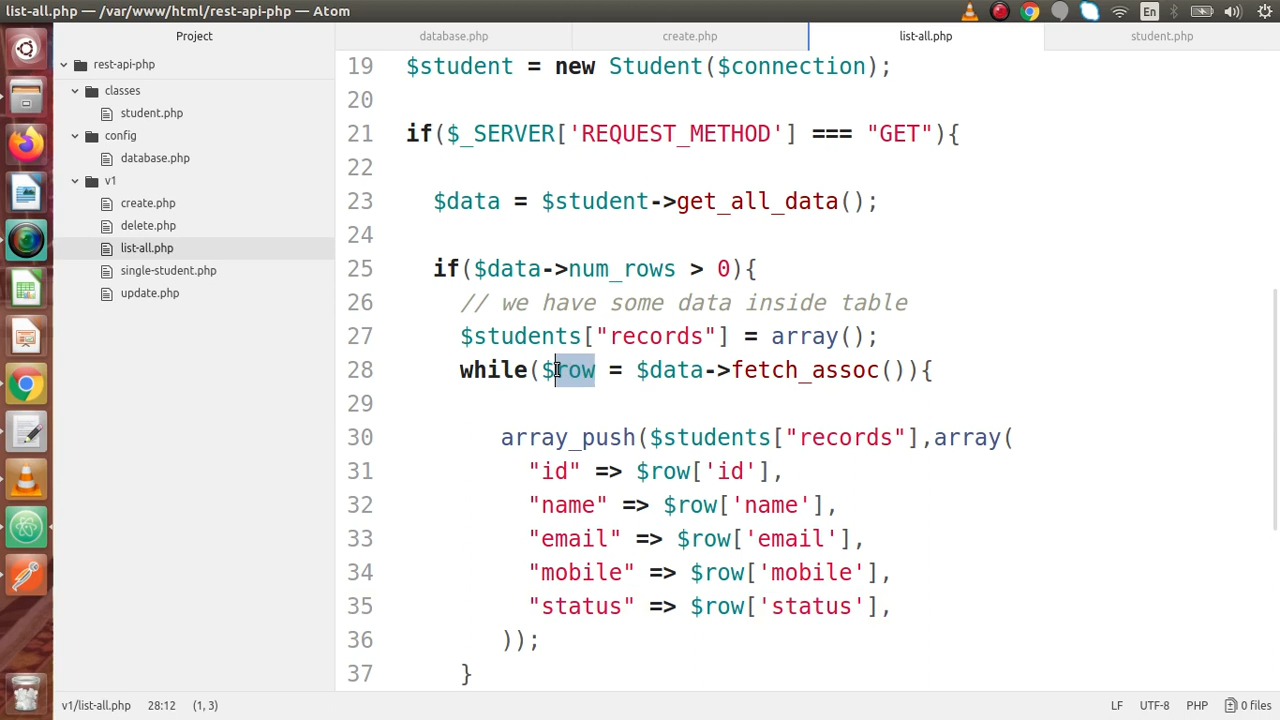 list-all.php — /var/www/html/rest-api-php — Atom
En
Project
database.php
create.php
list-all.php
student.php
rest-api-php
classes
student.php
config
database.php
v1
create.php
delete.php
list-all.php
single-student.php
update.php
19 $student = new Student($connection);
20
21 if($_SERVER['REQUEST_METHOD'] === "GET"){
22
23 $data = $student->get_all_data();
24
25 if($data->num_rows > 0){
26 // we have some data inside table
27 $students["records"] = array();
28 while($row = $data->fetch_assoc()){
29
30 array_push($students["records"],array(
31 "id" => $row['id'],
32 "name" => $row['name'],
33 "email" => $row['email'],
34 "mobile" => $row['mobile'],
35 "status" => $row['status'],
36 ));
37 }
v1/list-all.php 28:12 (1, 3) LF UTF-8 PHP 0 files